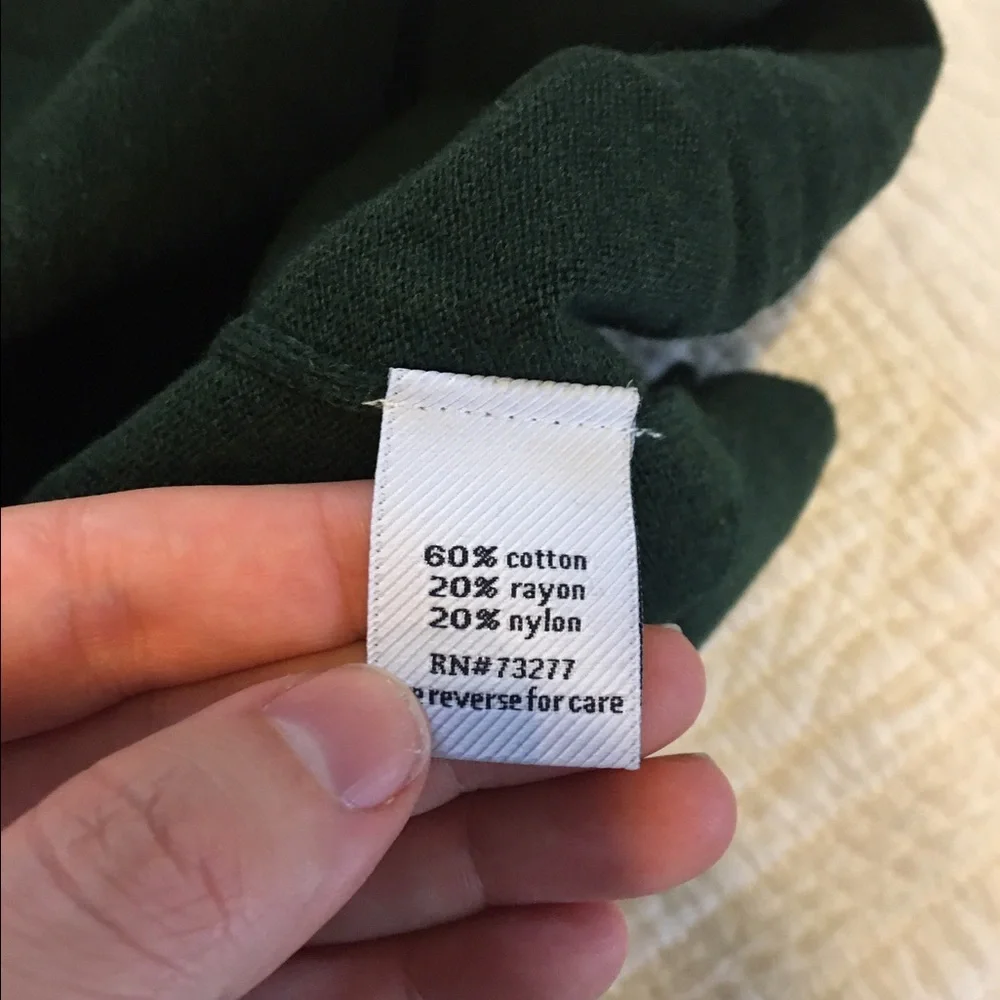 60% cotton
20% rayon
20% nylon
RN#73277
reverse for care